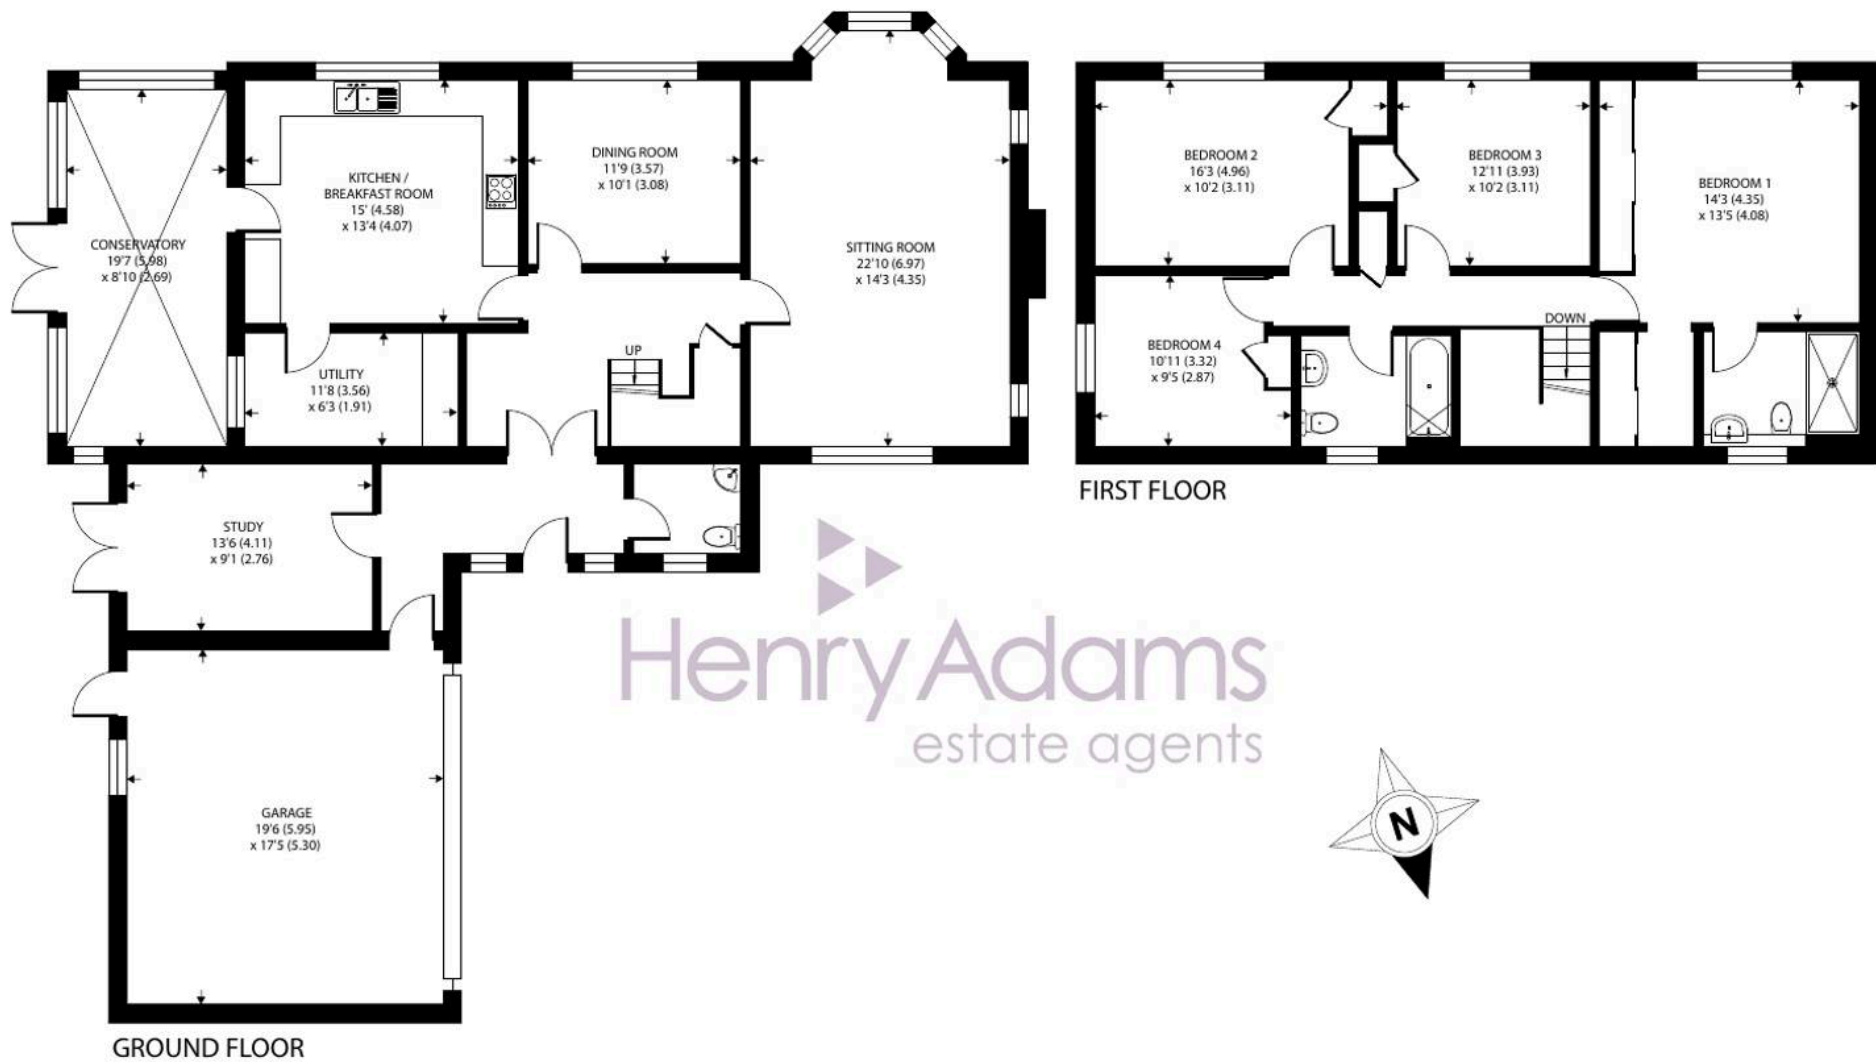 CONSERVATORY
19'7 (5.98)
x 8'10 (2.69)
KITCHEN /
BREAKFAST ROOM
15' (4.58)
x 13'4 (4.07)
DINING ROOM
11'9 (3.57)
x 10'1 (3.08)
SITTING ROOM
22'10 (6.97)
x 14'3 (4.35)
UTILITY
11'8 (3.56)
x 6'3 (1.91)
UP
STUDY
13'6 (4.11)
x 9'1 (2.76)
GARAGE
19'6 (5.95)
x 17'5 (5.30)
GROUND FLOOR
BEDROOM 2
16'3 (4.96)
x 10'2 (3.11)
BEDROOM 3
12'11 (3.93)
x 10'2 (3.11)
BEDROOM 1
14'3 (4.35)
x 13'5 (4.08)
BEDROOM 4
10'11 (3.32)
x 9'5 (2.87)
DOWN
FIRST FLOOR
Henry Adams
estate agents
N